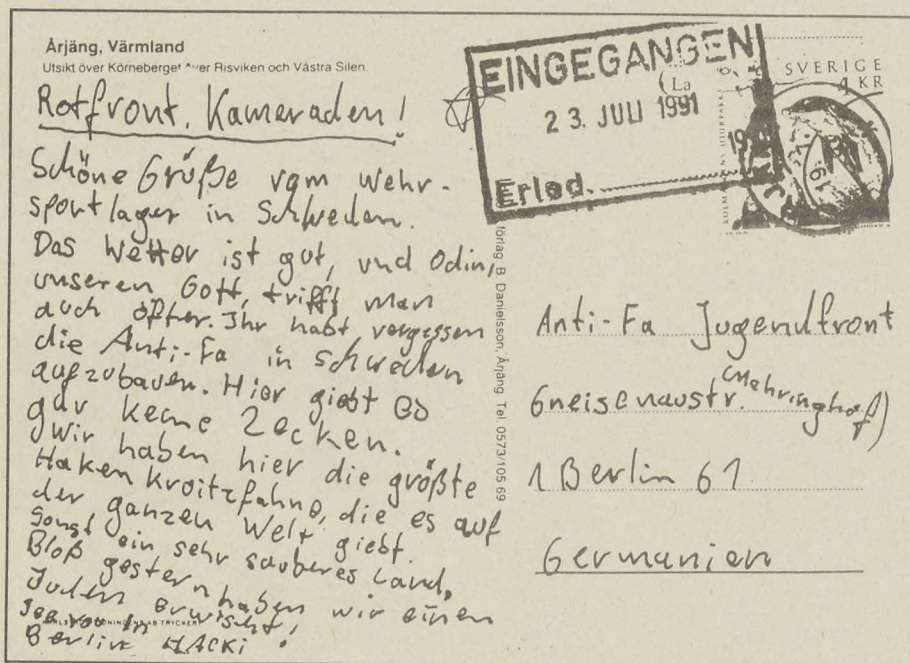 Årjäng, Värmland
Utsikt över Körneberget över Risviken och Västra Silen.
Rotfront, Kameraden!
Schöne Grüße vom Wehr-
sportlager in Schweden.
Das Wetter ist gut, und Odin,
unseren Gott, trifft man
auch öfter. Ihr habt vergessen
die Anti-Fa in Schweden
aufzubauen. Hier giebt es
gar keine Zecken.
Wir haben hier die größte
Hakenkroitzfahne, die es auf
der ganzen Welt giebt.
Sonst ein sehr sauberes Land,
Bloß gestern haben wir einen
Juden erwischt!
See you in
Berlin HACKi!
förlag B. Danielsson, Årjäng. Tel. 0573/105 69
EINGEGANGEN
23. JULI 1991
Erled.
SVERIGE
4 KR
Anti-Fa Jugendfront
Gneisenaustr. (Mehringhof)
1 Berlin 61
Germanien